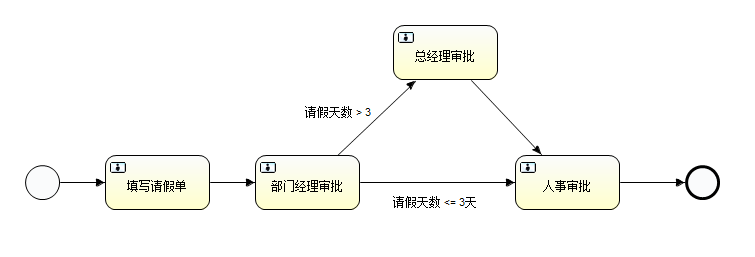 总经理审批
请假天数 > 3
填写请假单
部门经理审批
人事审批
请假天数 <= 3天